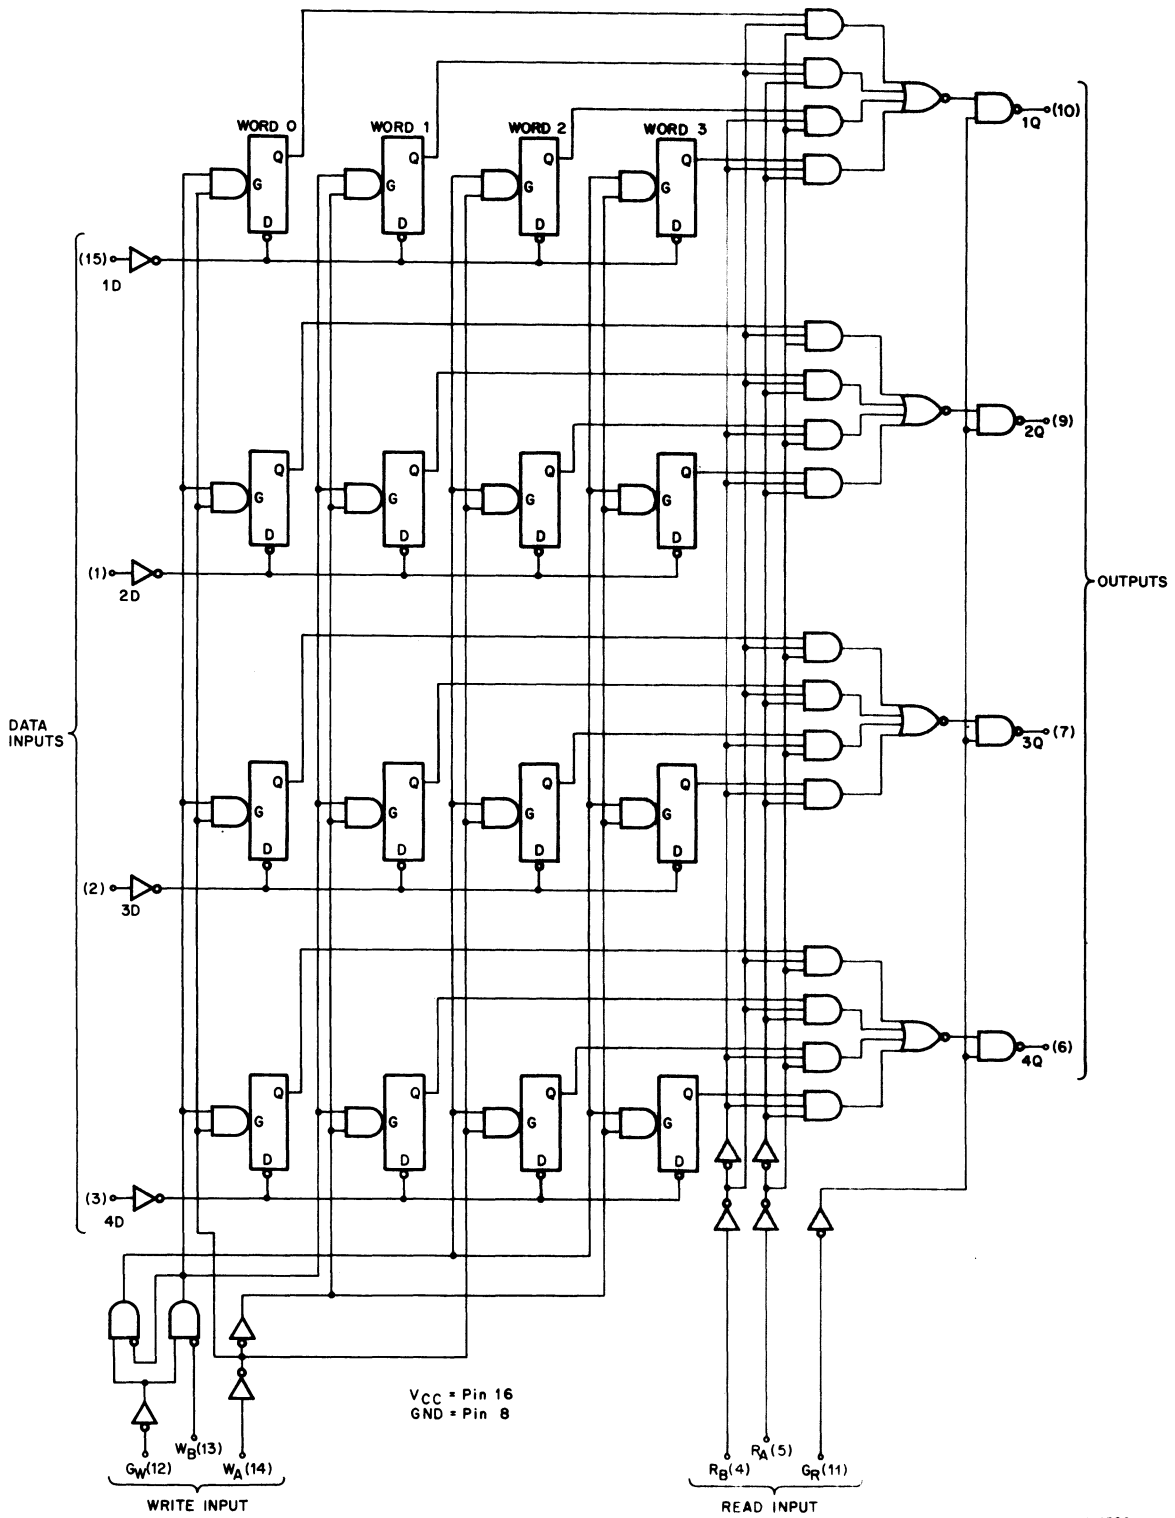 WORD 0 WORD 1 WORD 2 WORD 3
Q Q Q Q
G G G G
D D D D
(15)
1D
1Q
(10)
Q Q Q Q
G G G G
D D D D
(1)
2D
2Q
(9)
OUTPUTS
DATA
INPUTS
Q Q Q Q
G G G G
D D D D
(2)
3D
3Q
(7)
Q Q Q Q
G G G G
D D D D
(3)
4D
4Q
(6)
VCC = Pin 16
GND = Pin 8
GW(12) WB(13) WA(14)
WRITE INPUT
RB(4) RA(5) GR(11)
READ INPUT